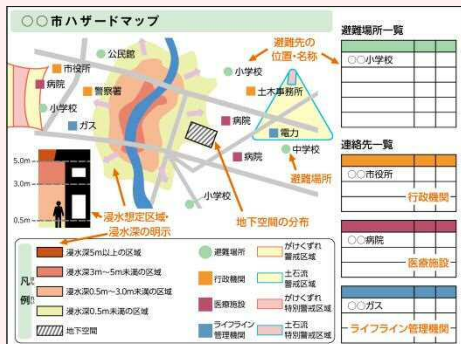 ○○市ハザードマップ
公民館
市役所
病院
小学校
警察署
ガス
避難先の
位置・名称
小学校
土木事務所
病院
電力
病院
中学校
避難場所
小学校
地下空間の分布
5.0m
3.0m
0.5m
浸水想定区域・
浸水深の明示
凡例
浸水深5m以上の区域
浸水深3m~5m未満の区域
浸水深0.5m~3.0m未満の区域
浸水深0.5m未満の区域
地下空間
避難場所
行政機関
医療施設
ライフライン
管理機関
がけくずれ
警戒区域
土石流
警戒区域
がけくずれ
特別警戒区域
土石流
特別警戒区域
避難場所一覧
○○小学校
連絡先一覧
○○市役所
行政機関
○○病院
医療施設
○○ガス
ライフライン管理機関